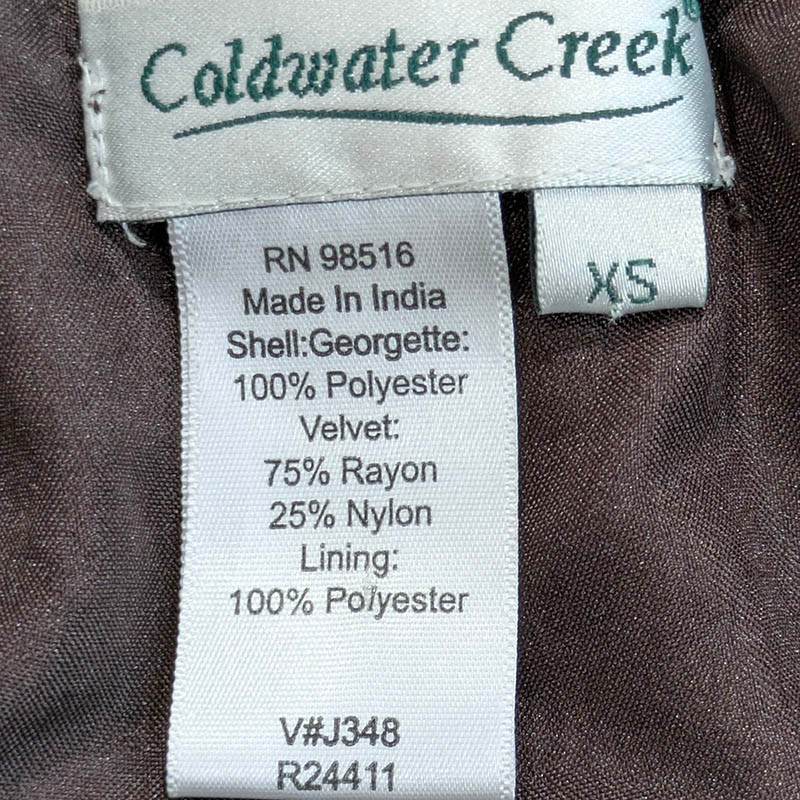 Coldwater Creek
XS
RN 98516
Made In India
Shell:Georgette:
100% Polyester
Velvet:
75% Rayon
25% Nylon
Lining:
100% Polyester
V#J348
R24411